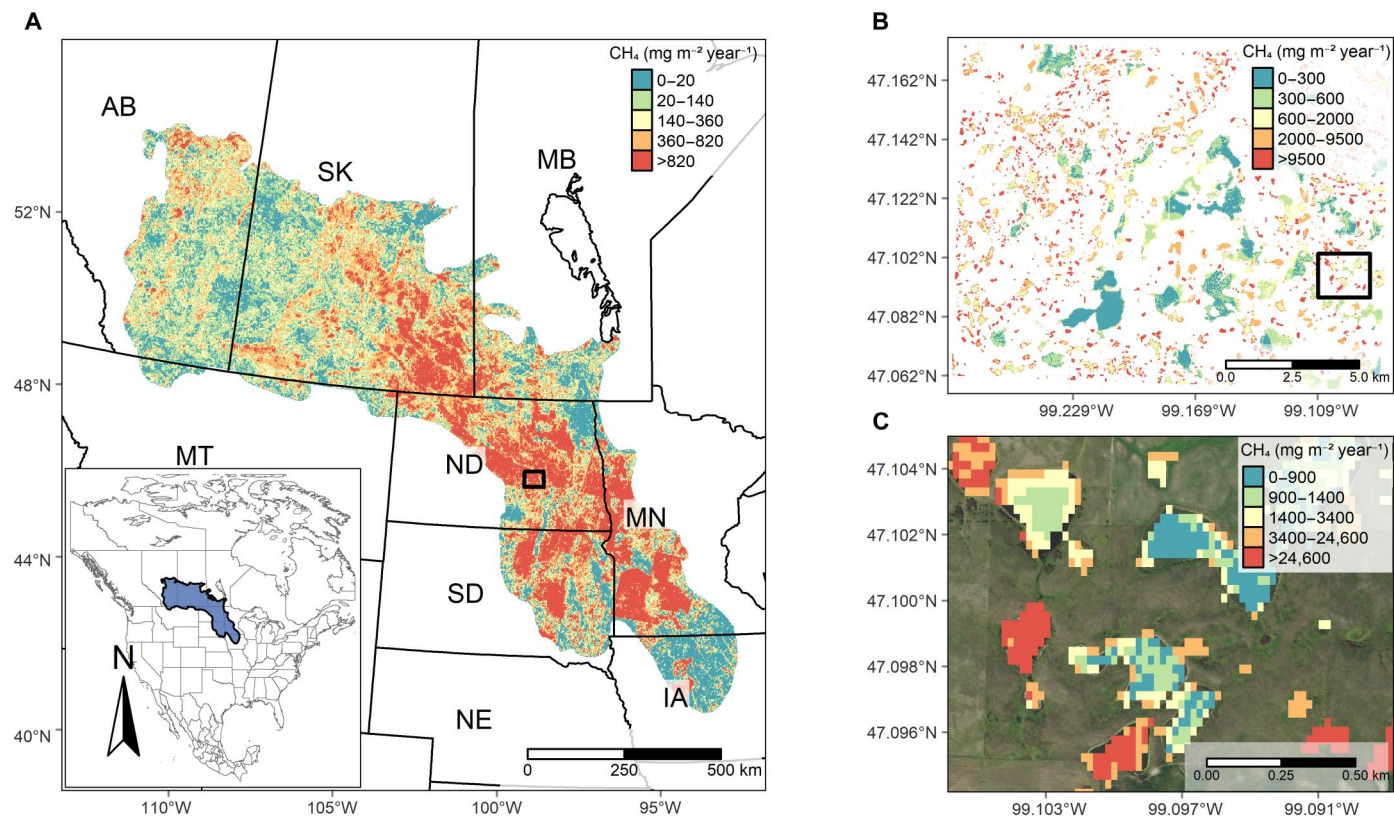 A
CH₄ (mg m⁻² year⁻¹)
0–20
20–140
140–360
360–820
>820
AB
SK
MB
52°N
48°N
44°N
40°N
MT
ND
MN
SD
IA
NE
N
0 250 500 km
110°W 105°W 100°W 95°W
B
CH₄ (mg m⁻² year⁻¹)
0–300
300–600
600–2000
2000–9500
>9500
47.162°N
47.142°N
47.122°N
47.102°N
47.082°N
47.062°N
0.0 2.5 5.0 km
99.229°W 99.169°W 99.109°W
C
CH₄ (mg m⁻² year⁻¹)
0–900
900–1400
1400–3400
3400–24,600
>24,600
47.104°N
47.102°N
47.100°N
47.098°N
47.096°N
0.00 0.25 0.50 km
99.103°W 99.097°W 99.091°W